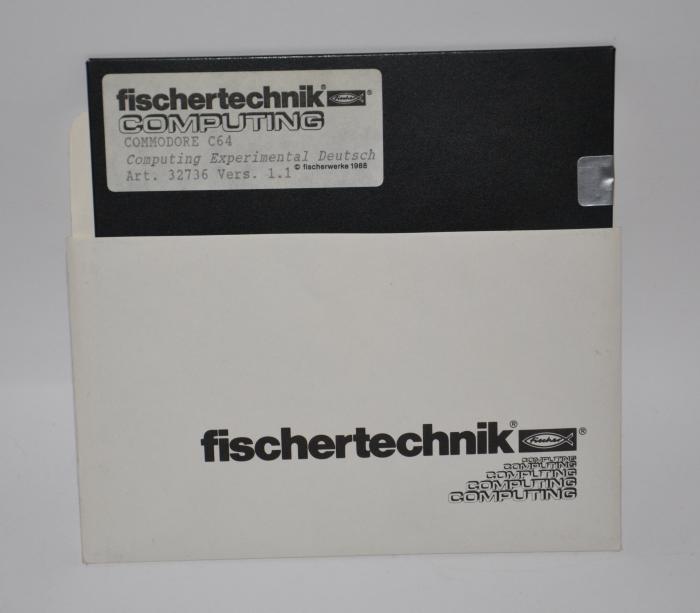 fischertechnik®
®
COMPUTING
COMMODORE C64
Computing Experimental Deutsch
© fischerwerke 1988
Art. 32736 Vers. 1.1
fischertechnik® fischer ®
COMPUTING
COMPUTING
COMPUTING
COMPUTING
COMPUTING